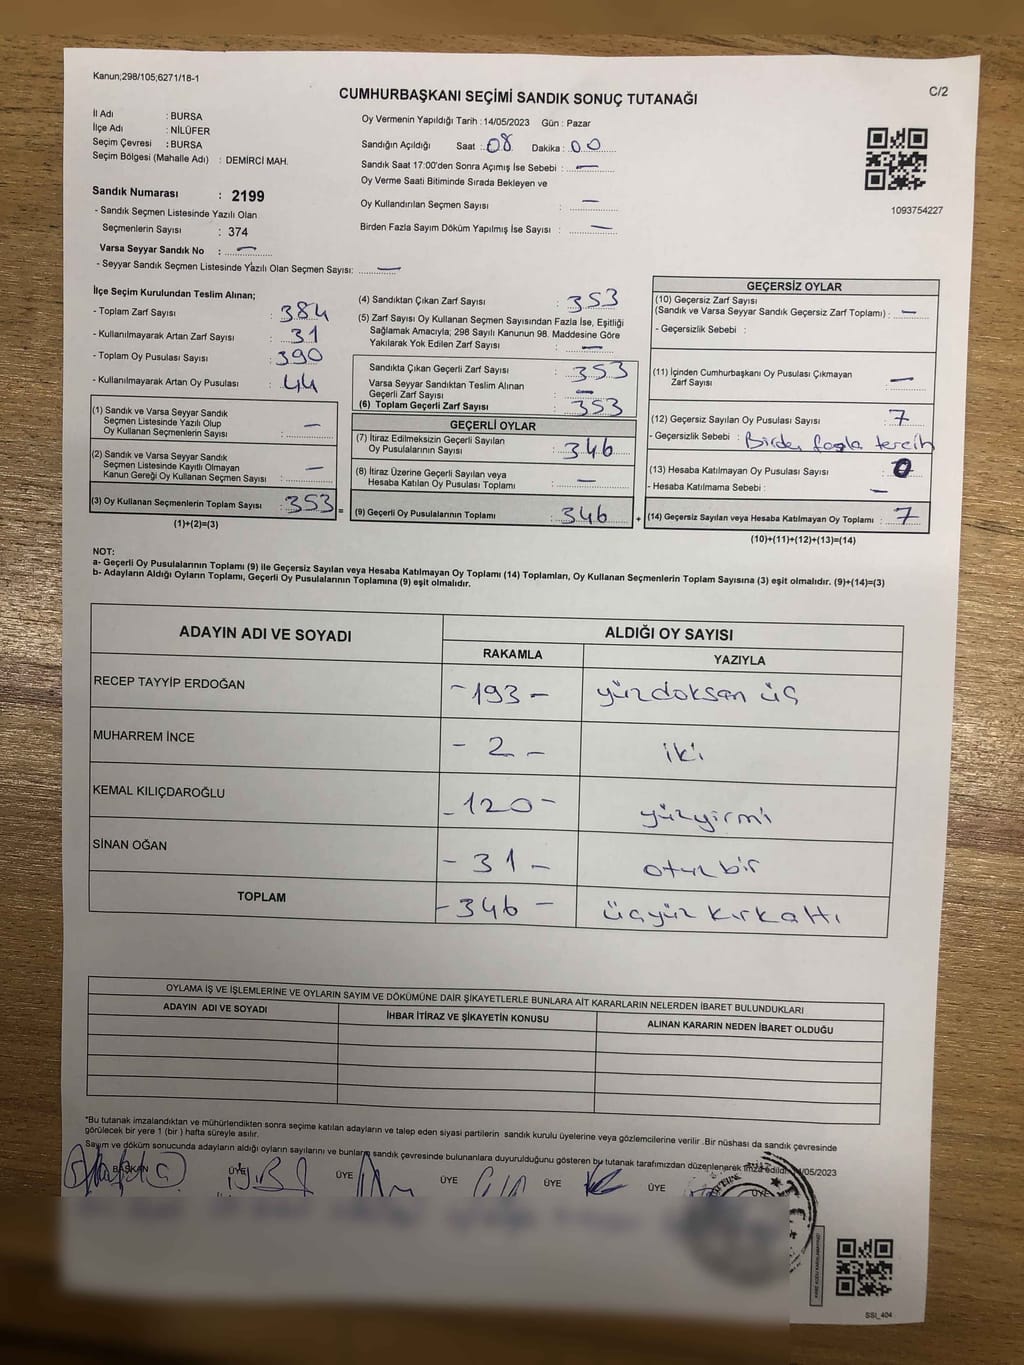 Kanun;298/105;6271/18-1
C/2
CUMHURBAŞKANI SEÇİMİ SANDIK SONUÇ TUTANAĞI
İl Adı : BURSA
İlçe Adı : NİLÜFER
Seçim Çevresi : BURSA
Seçim Bölgesi (Mahalle Adı) : DEMİRCİ MAH.
Oy Vermenin Yapıldığı Tarih : 14/05/2023 Gün : Pazar
Sandığın Açıldığı Saat : 08 Dakika : 00
Sandık Saat 17:00'den Sonra Açımış İse Sebebi : —
Oy Verme Saati Bitiminde Sırada Bekleyen ve
Oy Kullandırılan Seçmen Sayısı : —
Birden Fazla Sayım Döküm Yapılmış İse Sayısı : —
1093754227
Sandık Numarası : 2199
- Sandık Seçmen Listesinde Yazılı Olan
Seçmenlerin Sayısı : 374
Varsa Seyyar Sandık No : —
- Seyyar Sandık Seçmen Listesinde Yazılı Olan Seçmen Sayısı: —
İlçe Seçim Kurulundan Teslim Alınan;
- Toplam Zarf Sayısı : 384
- Kullanılmayarak Artan Zarf Sayısı : 31
- Toplam Oy Pusulası Sayısı : 390
- Kullanılmayarak Artan Oy Pusulası : 44
(1) Sandık ve Varsa Seyyar Sandık
Seçmen Listesinde Yazılı Olup
Oy Kullanan Seçmenlerin Sayısı : —
(2) Sandık ve Varsa Seyyar Sandık
Seçmen Listesinde Kayıtlı Olmayan
Kanun Gereği Oy Kullanan Seçmen Sayısı : —
(3) Oy Kullanan Seçmenlerin Toplam Sayısı : 353 =
(1)+(2)=(3)
(4) Sandıktan Çıkan Zarf Sayısı : 353
(5) Zarf Sayısı Oy Kullanan Seçmen Sayısından Fazla İse, Eşitliği
Sağlamak Amacıyla; 298 Sayılı Kanunun 98. Maddesine Göre
Yakılarak Yok Edilen Zarf Sayısı : —
Sandıkta Çıkan Geçerli Zarf Sayısı : 353
Varsa Seyyar Sandıktan Teslim Alınan
Geçerli Zarf Sayısı : —
(6) Toplam Geçerli Zarf Sayısı : 353
GEÇERLİ OYLAR
(7) İtiraz Edilmeksizin Geçerli Sayılan
Oy Pusulalarının Sayısı : 346
(8) İtiraz Üzerine Geçerli Sayılan veya
Hesaba Katılan Oy Pusulası Toplamı : —
(9) Geçerli Oy Pusulalarının Toplamı : 346 +
GEÇERSİZ OYLAR
(10) Geçersiz Zarf Sayısı
(Sandık ve Varsa Seyyar Sandık Geçersiz Zarf Toplamı) : —
- Geçersizlik Sebebi :
(11) İçinden Cumhurbaşkanı Oy Pusulası Çıkmayan
Zarf Sayısı : —
(12) Geçersiz Sayılan Oy Pusulası Sayısı : 7
- Geçersizlik Sebebi : Birden fazla tercih
(13) Hesaba Katılmayan Oy Pusulası Sayısı : 0
- Hesaba Katılmama Sebebi : —
(14) Geçersiz Sayılan veya Hesaba Katılmayan Oy Toplamı : 7
(10)+(11)+(12)+(13)=(14)
NOT:
a- Geçerli Oy Pusulalarının Toplamı (9) ile Geçersiz Sayılan veya Hesaba Katılmayan Oy Toplamı (14) Toplamları, Oy Kullanan Seçmenlerin Toplam Sayısına (3) eşit olmalıdır. (9)+(14)=(3)
b- Adayların Aldığı Oyların Toplamı, Geçerli Oy Pusulalarının Toplamına (9) eşit olmalıdır.
ADAYIN ADI VE SOYADI
ALDIĞI OY SAYISI
RAKAMLA YAZIYLA
RECEP TAYYİP ERDOĞAN - 193 - yüzdoksan üç
MUHARREM İNCE - 2 - iki
KEMAL KILIÇDAROĞLU - 120 - yüzyirmi
SİNAN OĞAN - 31 - otuzbir
TOPLAM - 346 - üçyüz kırkaltı
OYLAMA İŞ VE İŞLEMLERİNE VE OYLARIN SAYIM VE DÖKÜMÜNE DAİR ŞİKAYETLERLE BUNLARA AİT KARARLARIN NELERDEN İBARET BULUNDUKLARI
ADAYIN ADI VE SOYADI İHBAR İTİRAZ VE ŞİKAYETİN KONUSU ALINAN KARARIN NEDEN İBARET OLDUĞU
*Bu tutanak imzalandıktan ve mühürlendikten sonra seçime katılan adayların ve talep eden siyasi partilerin sandık kurulu üyelerine veya gözlemcilerine verilir .Bir nüshası da sandık çevresinde
görülecek bir yere 1 (bir ) hafta süreyle asılır.
Sayım ve döküm sonucunda adayların aldığı oyların sayılarını ve bunların sandık çevresinde bulunanlara duyurulduğunu gösteren bu tutanak tarafımızdan düzenlenerek imza edildi. 14/05/2023
BAŞKAN ÜYE ÜYE ÜYE ÜYE ÜYE ÜYE
SSI_404